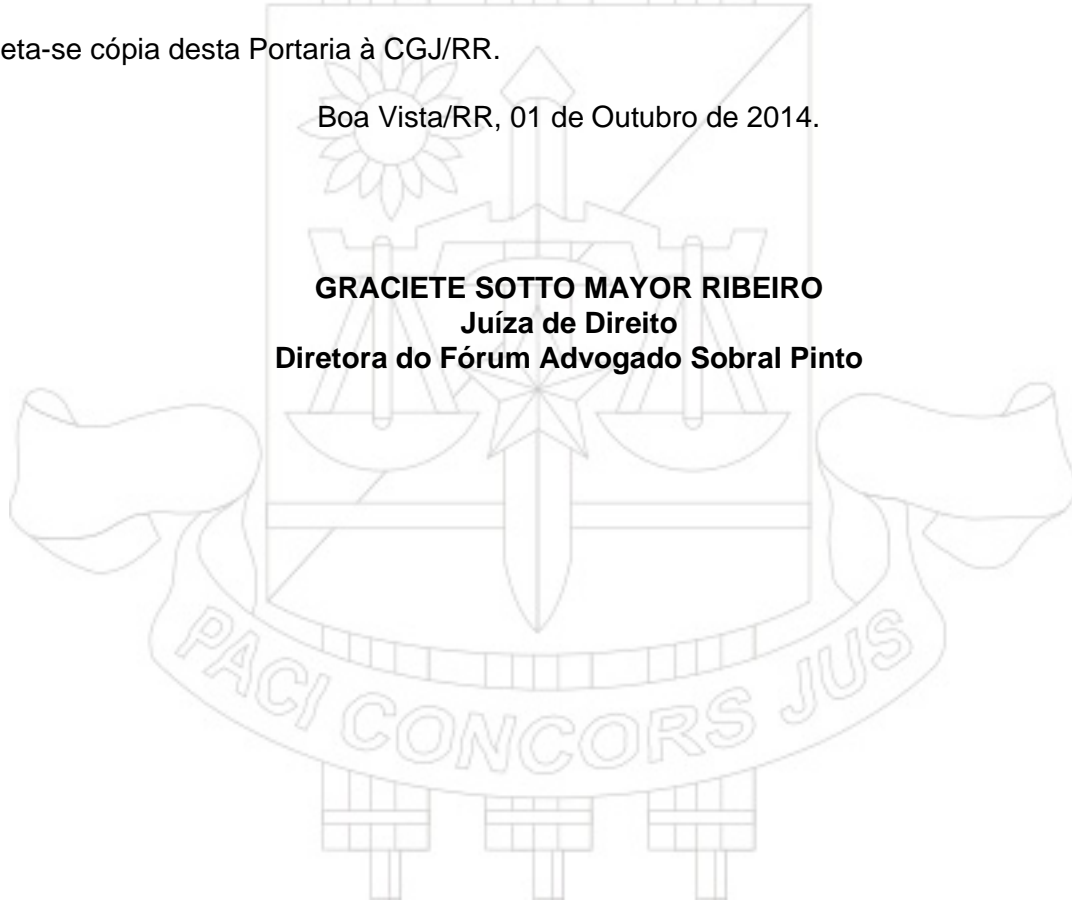 eta-se cópia desta Portaria à CGJ/RR.
Boa Vista/RR, 01 de Outubro de 2014.
GRACIETE SOTTO MAYOR RIBEIRO
Juíza de Direito
Diretora do Fórum Advogado Sobral Pinto
PACI CONCORS JUS